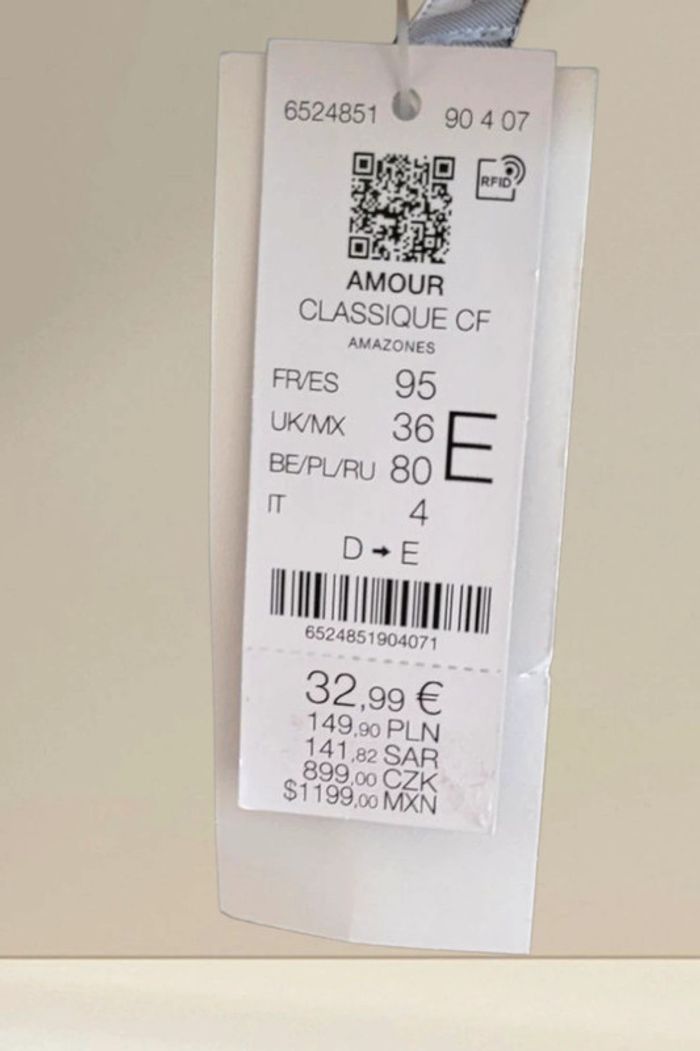 6524851 90 4 07
RFID
AMOUR
CLASSIQUE CF
AMAZONES
FR/ES 95
UK/MX 36
E
BE/PL/RU 80
IT 4
D → E
6524851904071
32,99 €
149,90 PLN
141,82 SAR
899,00 CZK
$1199,00 MXN